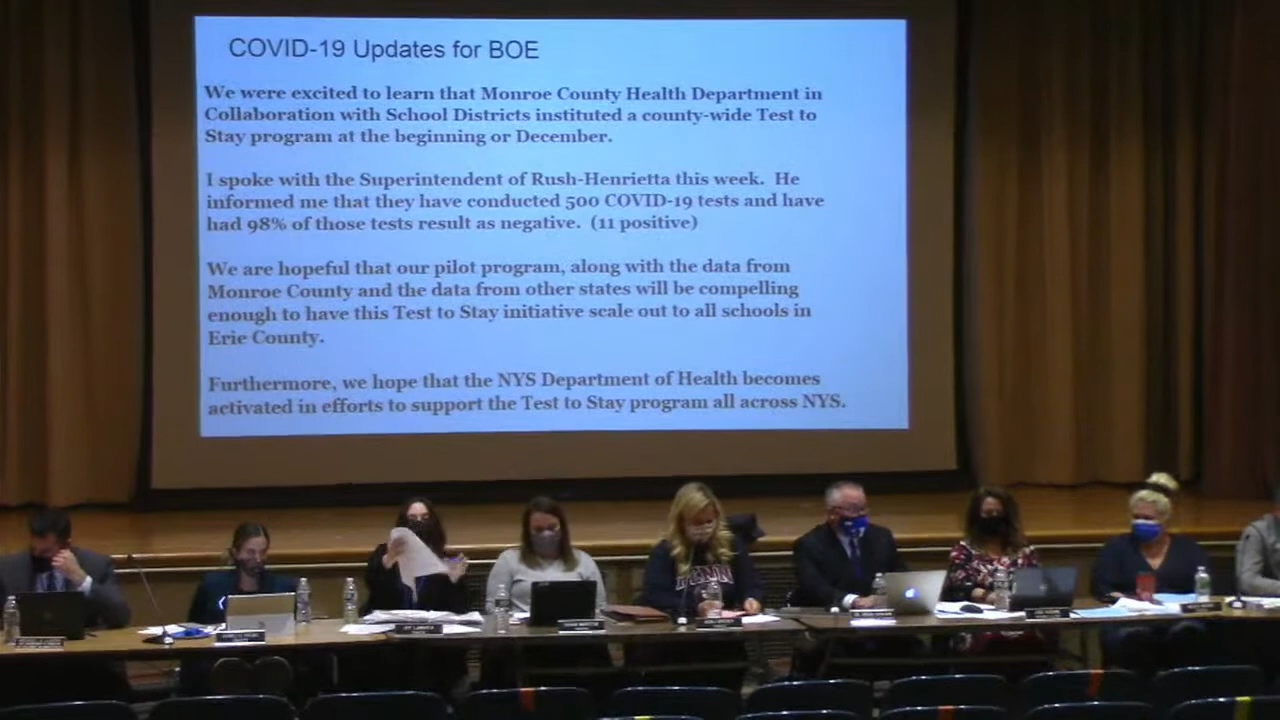 COVID-19 Updates for BOE
We were excited to learn that Monroe County Health Department in
Collaboration with School Districts instituted a county-wide Test to
Stay program at the beginning or December.
I spoke with the Superintendent of Rush-Henrietta this week. He
informed me that they have conducted 500 COVID-19 tests and have
had 98% of those tests result as negative. (11 positive)
We are hopeful that our pilot program, along with the data from
Monroe County and the data from other states will be compelling
enough to have this Test to Stay initiative scale out to all schools in
Erie County.
Furthermore, we hope that the NYS Department of Health becomes
activated in efforts to support the Test to Stay program all across NYS.
PENN